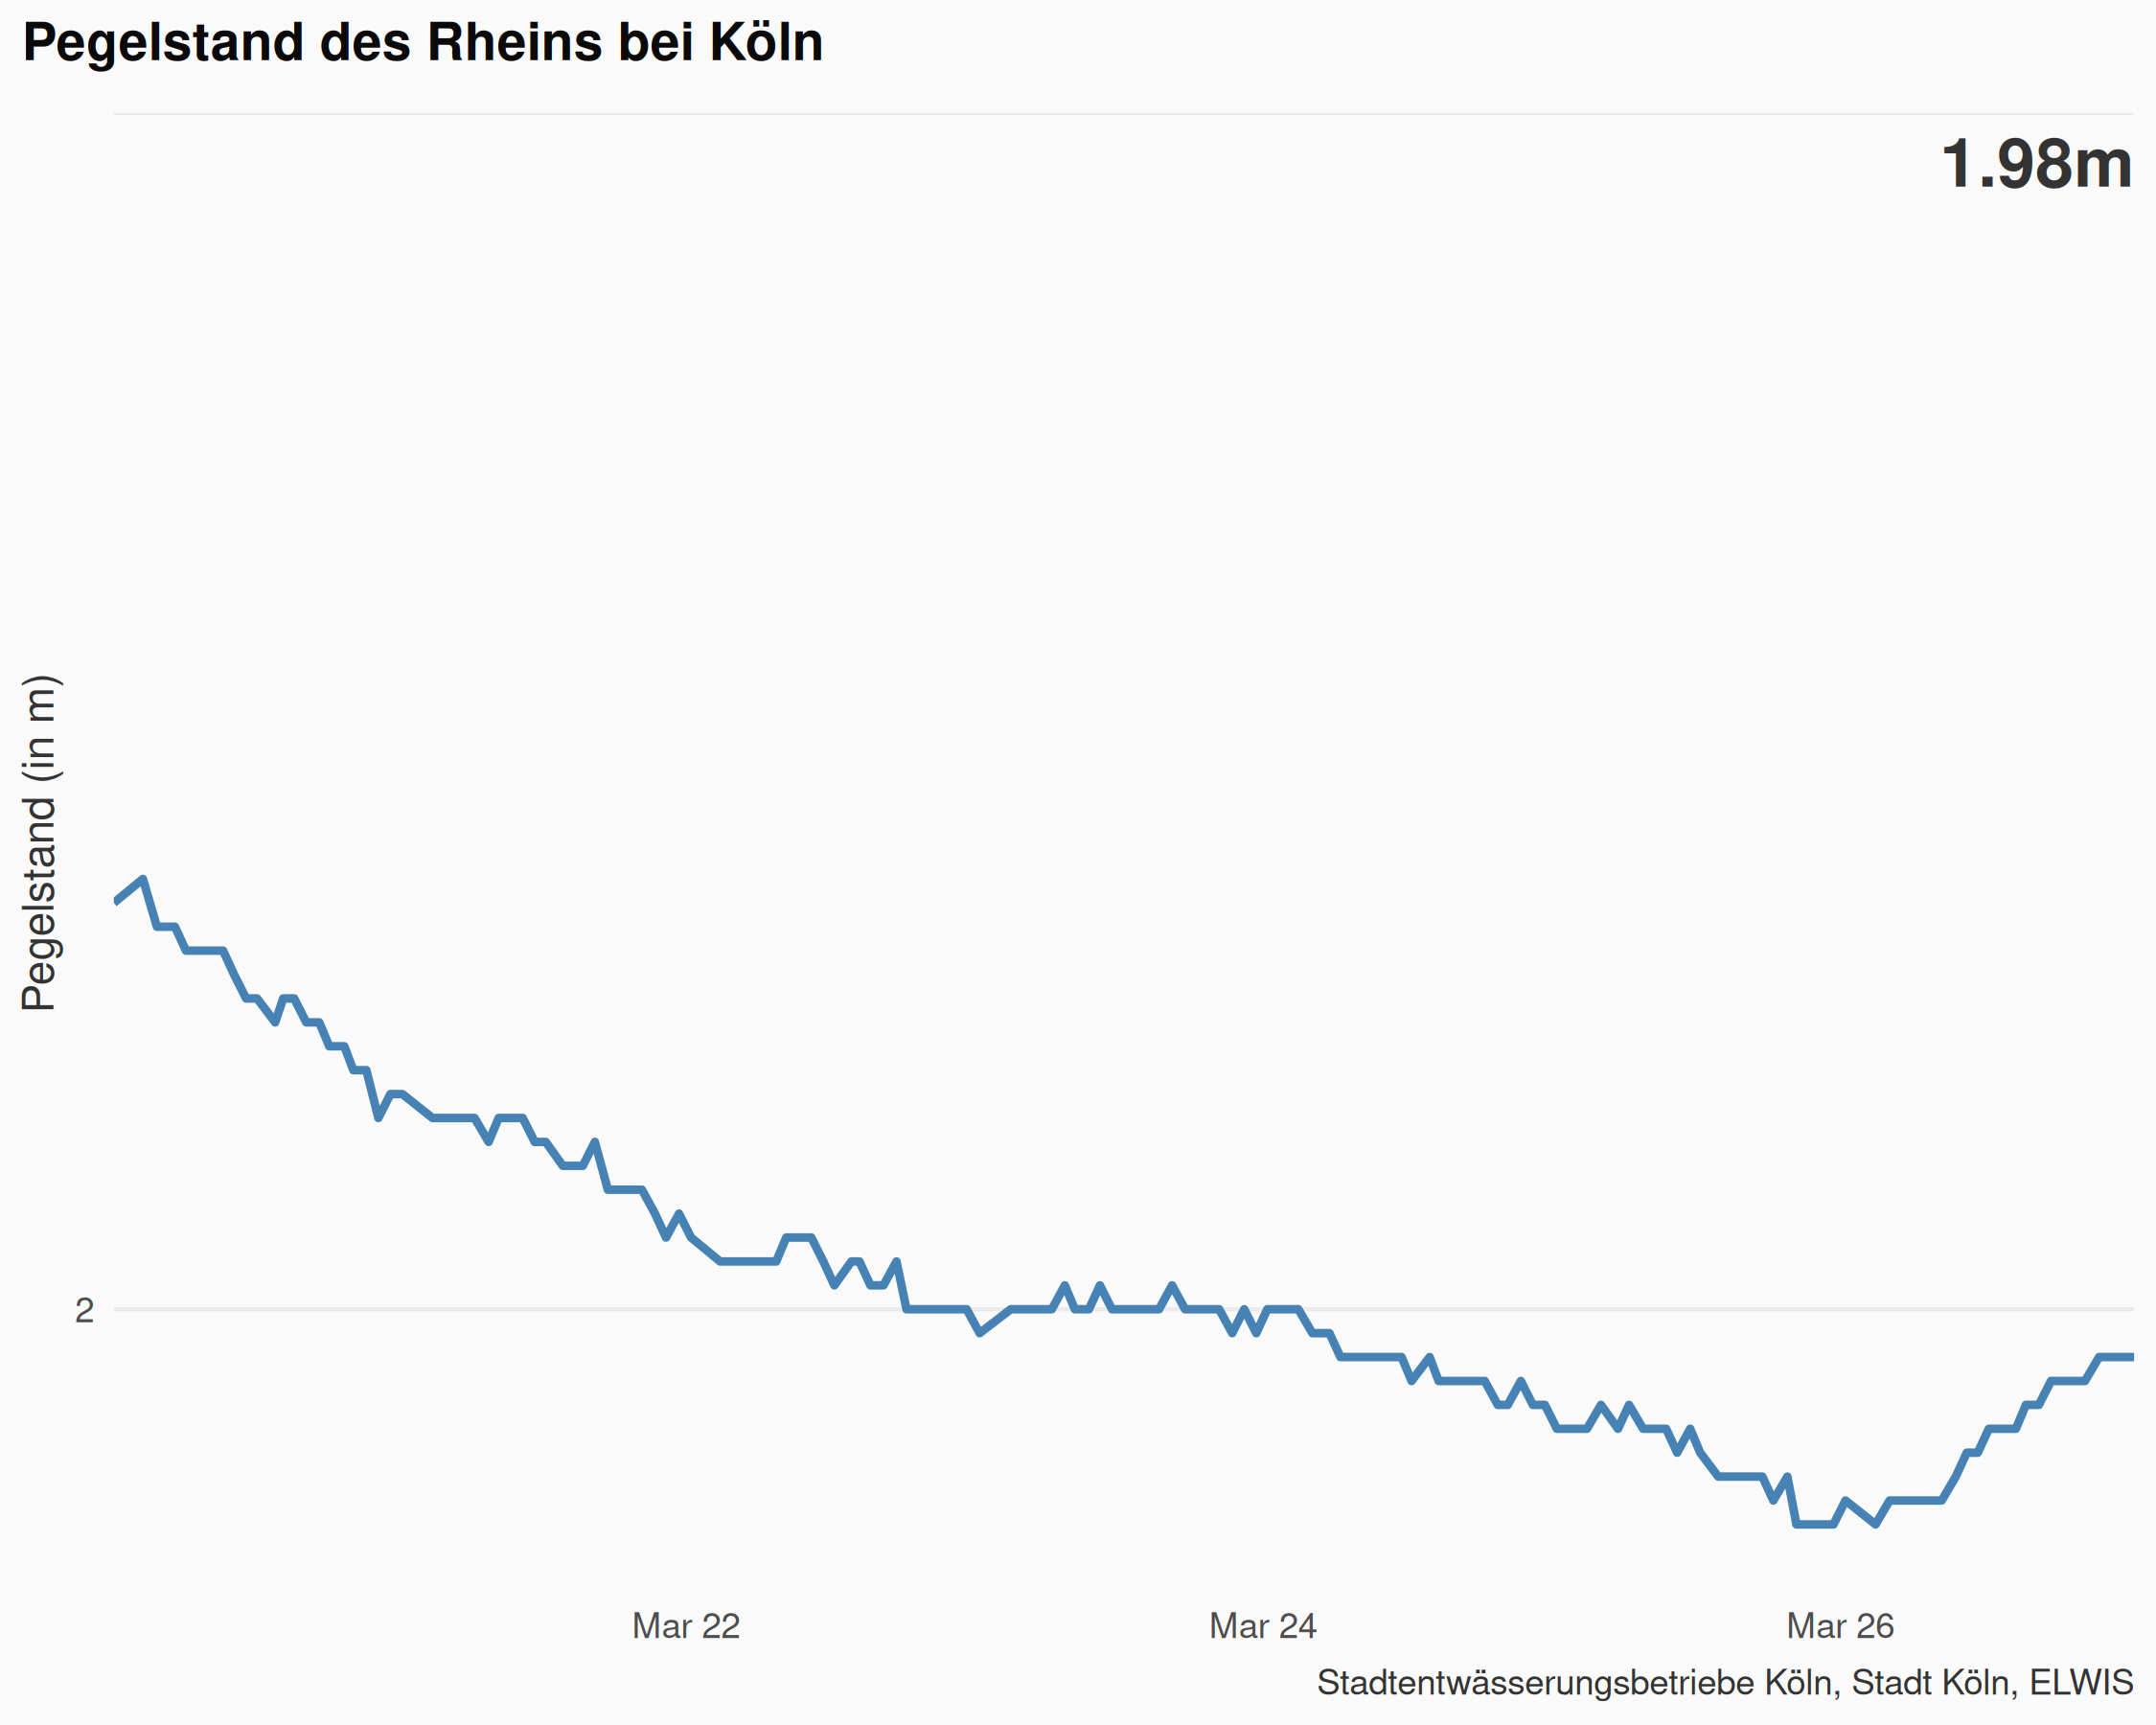 Pegelstand des Rheins bei Köln
1.98m
Pegelstand (in m)
2
Mar 22
Mar 24
Mar 26
Stadtentwässerungsbetriebe Köln, Stadt Köln, ELWIS